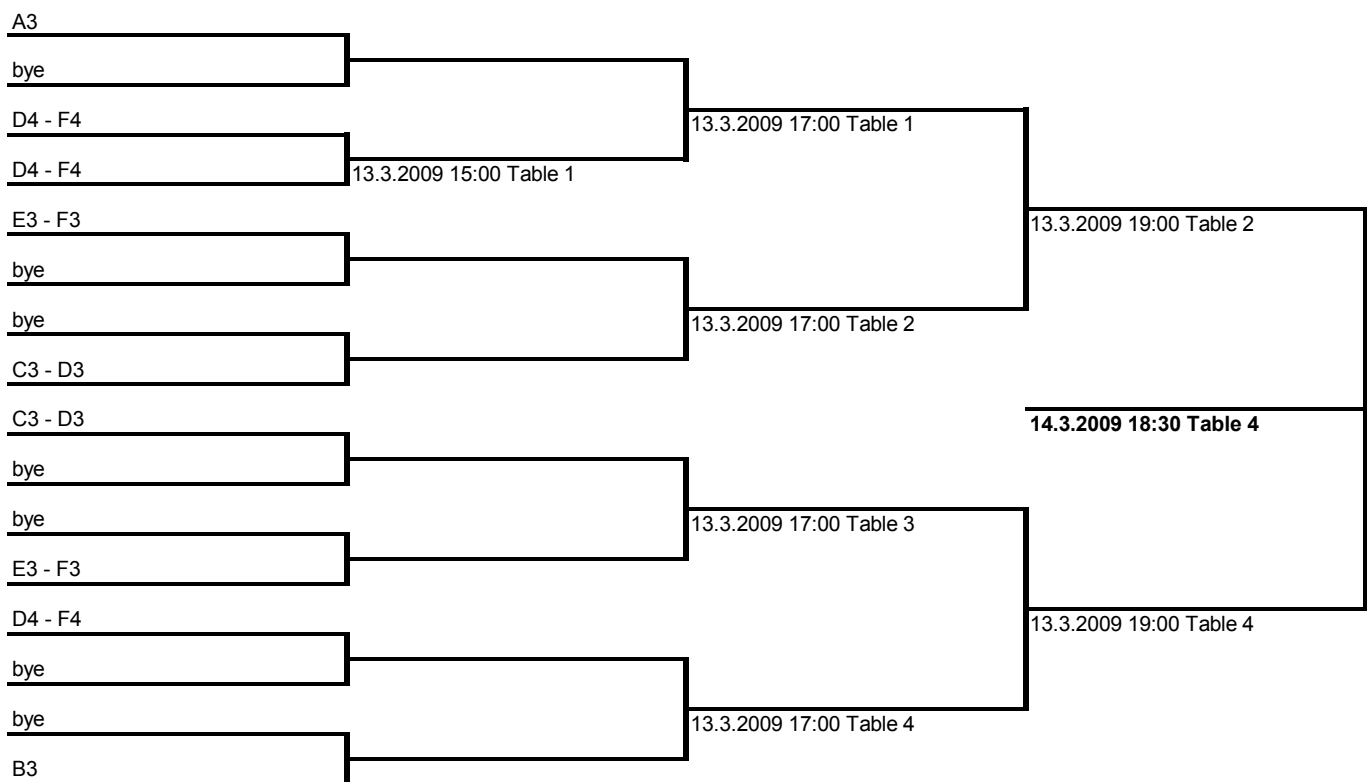 A3
bye
D4 - F4
13.3.2009 17:00 Table 1
D4 - F4
13.3.2009 15:00 Table 1
E3 - F3
13.3.2009 19:00 Table 2
bye
bye
13.3.2009 17:00 Table 2
C3 - D3
C3 - D3
14.3.2009 18:30 Table 4
bye
bye
13.3.2009 17:00 Table 3
E3 - F3
D4 - F4
13.3.2009 19:00 Table 4
bye
bye
13.3.2009 17:00 Table 4
B3